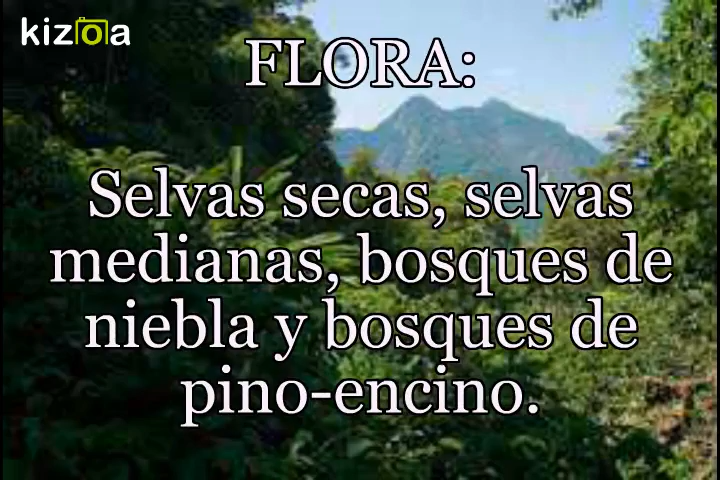 kizoa
FLORA:
Selvas secas, selvas
medianas, bosques de
niebla y bosques de
pino-encino.